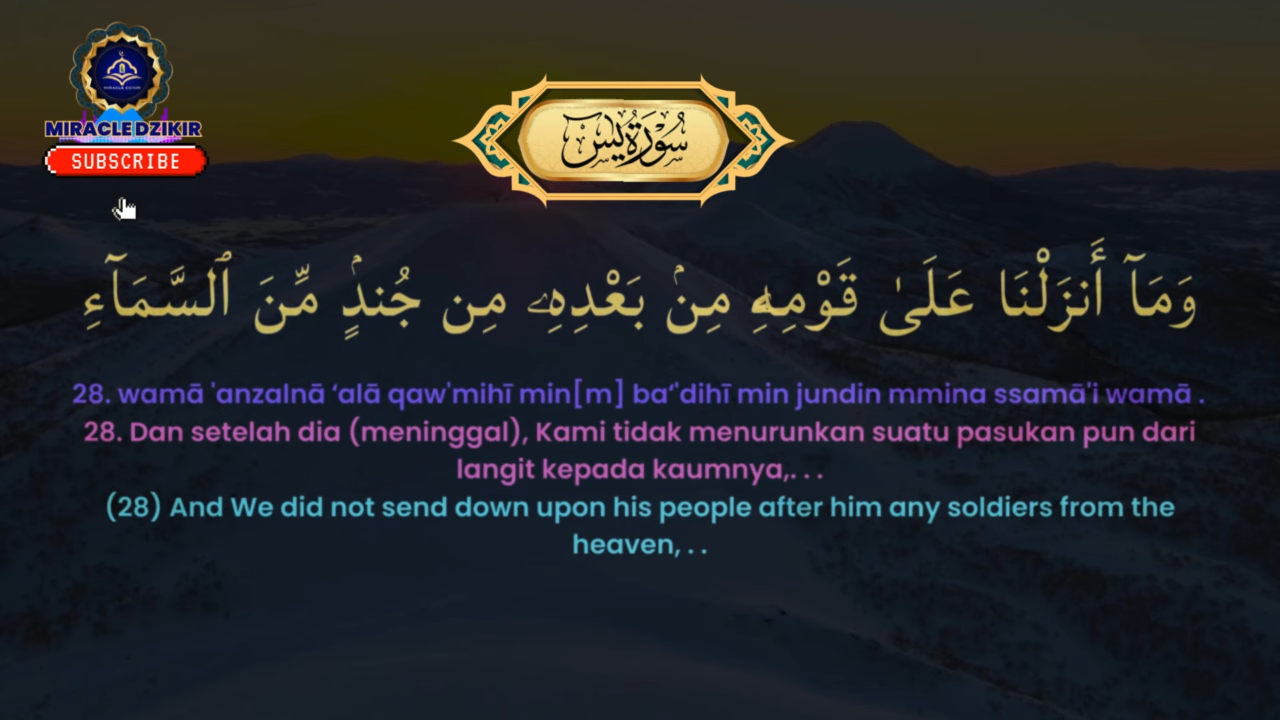 MIRACLE DZIKIR
MIRACLEDZIKIR
SUBSCRIBE
سُوْرَةُ يٰسٓ
وَمَآ أَنزَلْنَا عَلَىٰ قَوْمِهِۦ مِنۢ بَعْدِهِۦ مِن جُندٍۢ مِّنَ ٱلسَّمَآءِ
28. wamā 'anzalnā ‘alā qaw'mihī min[m] ba‘'dihī min jundin mmina ssamā'i wamā .
28. Dan setelah dia (meninggal), Kami tidak menurunkan suatu pasukan pun dari
langit kepada kaumnya,. . .
(28) And We did not send down upon his people after him any soldiers from the
heaven, . .